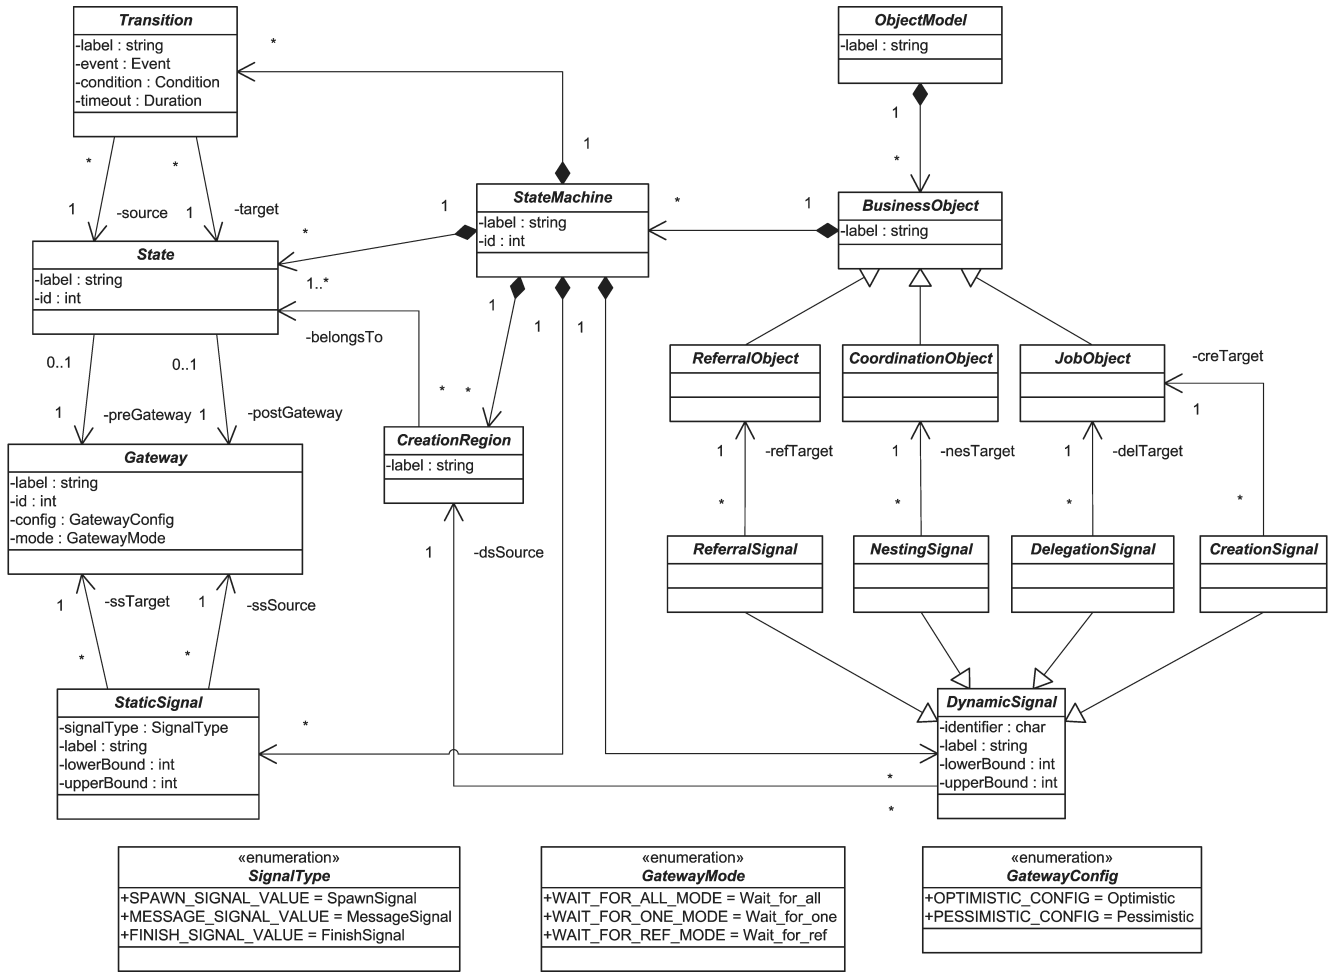 Transition
-label : string
-event : Event
-condition : Condition
-timeout : Duration
*
1
ObjectModel
-label : string
1
*
*
*
1
-source
1
-target
StateMachine
-label : string
-id : int
1
*
*
1
BusinessObject
-label : string
State
-label : string
-id : int
1..*
-belongsTo
1
1
1
0..1
0..1
1
-preGateway
1
-postGateway
*
*
ReferralObject
CoordinationObject
JobObject
-creTarget
1
Gateway
-label : string
-id : int
-config : GatewayConfig
-mode : GatewayMode
CreationRegion
-label : string
1
-refTarget
1
-nesTarget
1
-delTarget
*
*
*
*
1
-dsSource
ReferralSignal
NestingSignal
DelegationSignal
CreationSignal
1
-ssTarget
1
-ssSource
*
*
StaticSignal
-signalType : SignalType
-label : string
-lowerBound : int
-upperBound : int
*
*
*
DynamicSignal
-identifier : char
-label : string
-lowerBound : int
-upperBound : int
«enumeration»
SignalType
+SPAWN_SIGNAL_VALUE = SpawnSignal
+MESSAGE_SIGNAL_VALUE = MessageSignal
+FINISH_SIGNAL_VALUE = FinishSignal
«enumeration»
GatewayMode
+WAIT_FOR_ALL_MODE = Wait_for_all
+WAIT_FOR_ONE_MODE = Wait_for_one
+WAIT_FOR_REF_MODE = Wait_for_ref
«enumeration»
GatewayConfig
+OPTIMISTIC_CONFIG = Optimistic
+PESSIMISTIC_CONFIG = Pessimistic